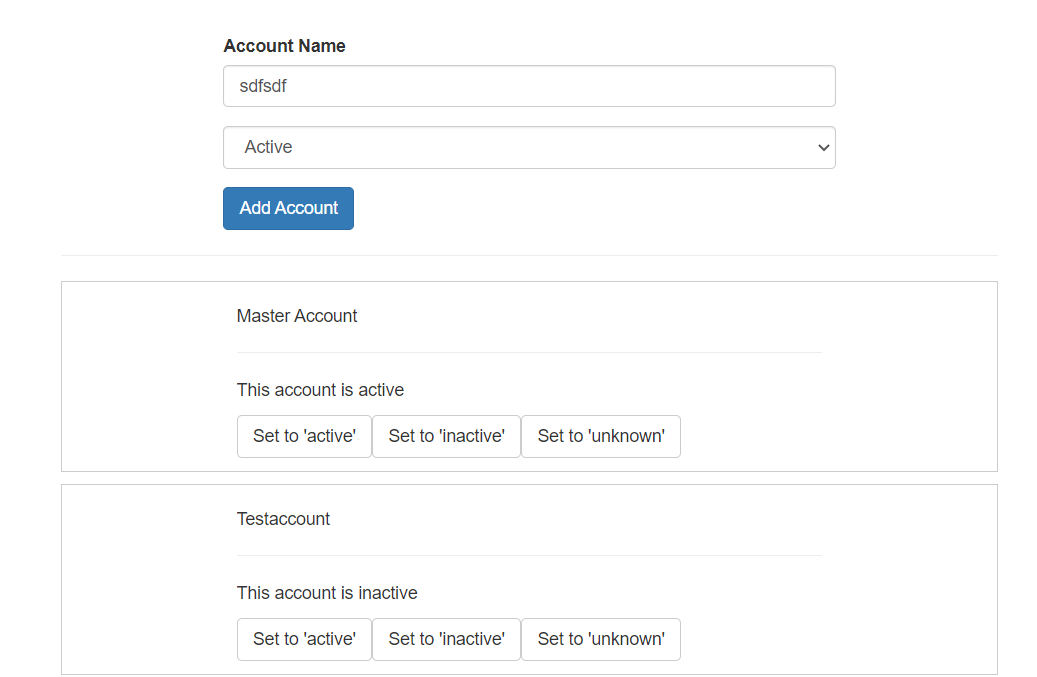 Account Name
sdfsdf
Active
Add Account
Master Account
This account is active
Set to 'active' Set to 'inactive' Set to 'unknown'
Testaccount
This account is inactive
Set to 'active' Set to 'inactive' Set to 'unknown'